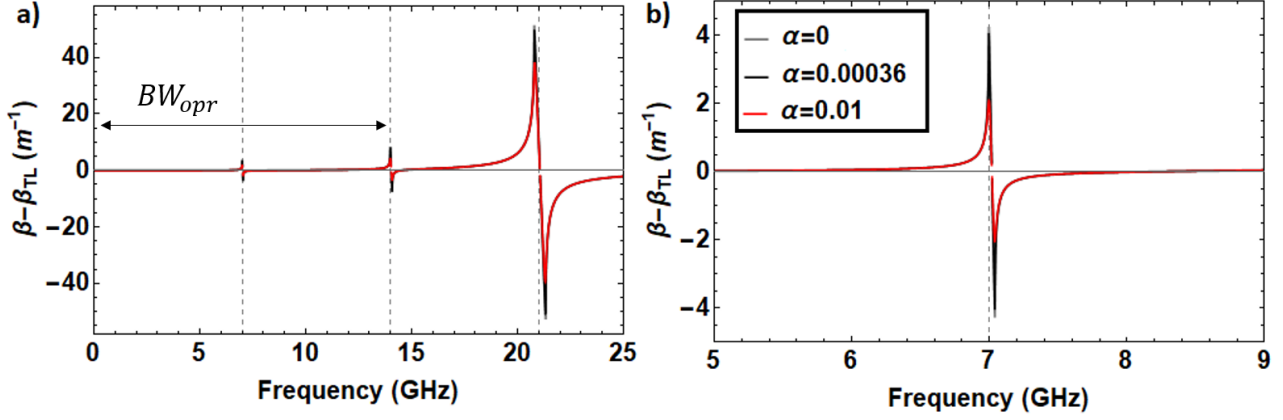 a)
BW_opr
β−β_TL (m⁻¹)
40
20
0
−20
−40
0
5
10
15
20
25
Frequency (GHz)
b)
α=0
α=0.00036
α=0.01
β−β_TL (m⁻¹)
4
2
0
−2
−4
5
6
7
8
9
Frequency (GHz)